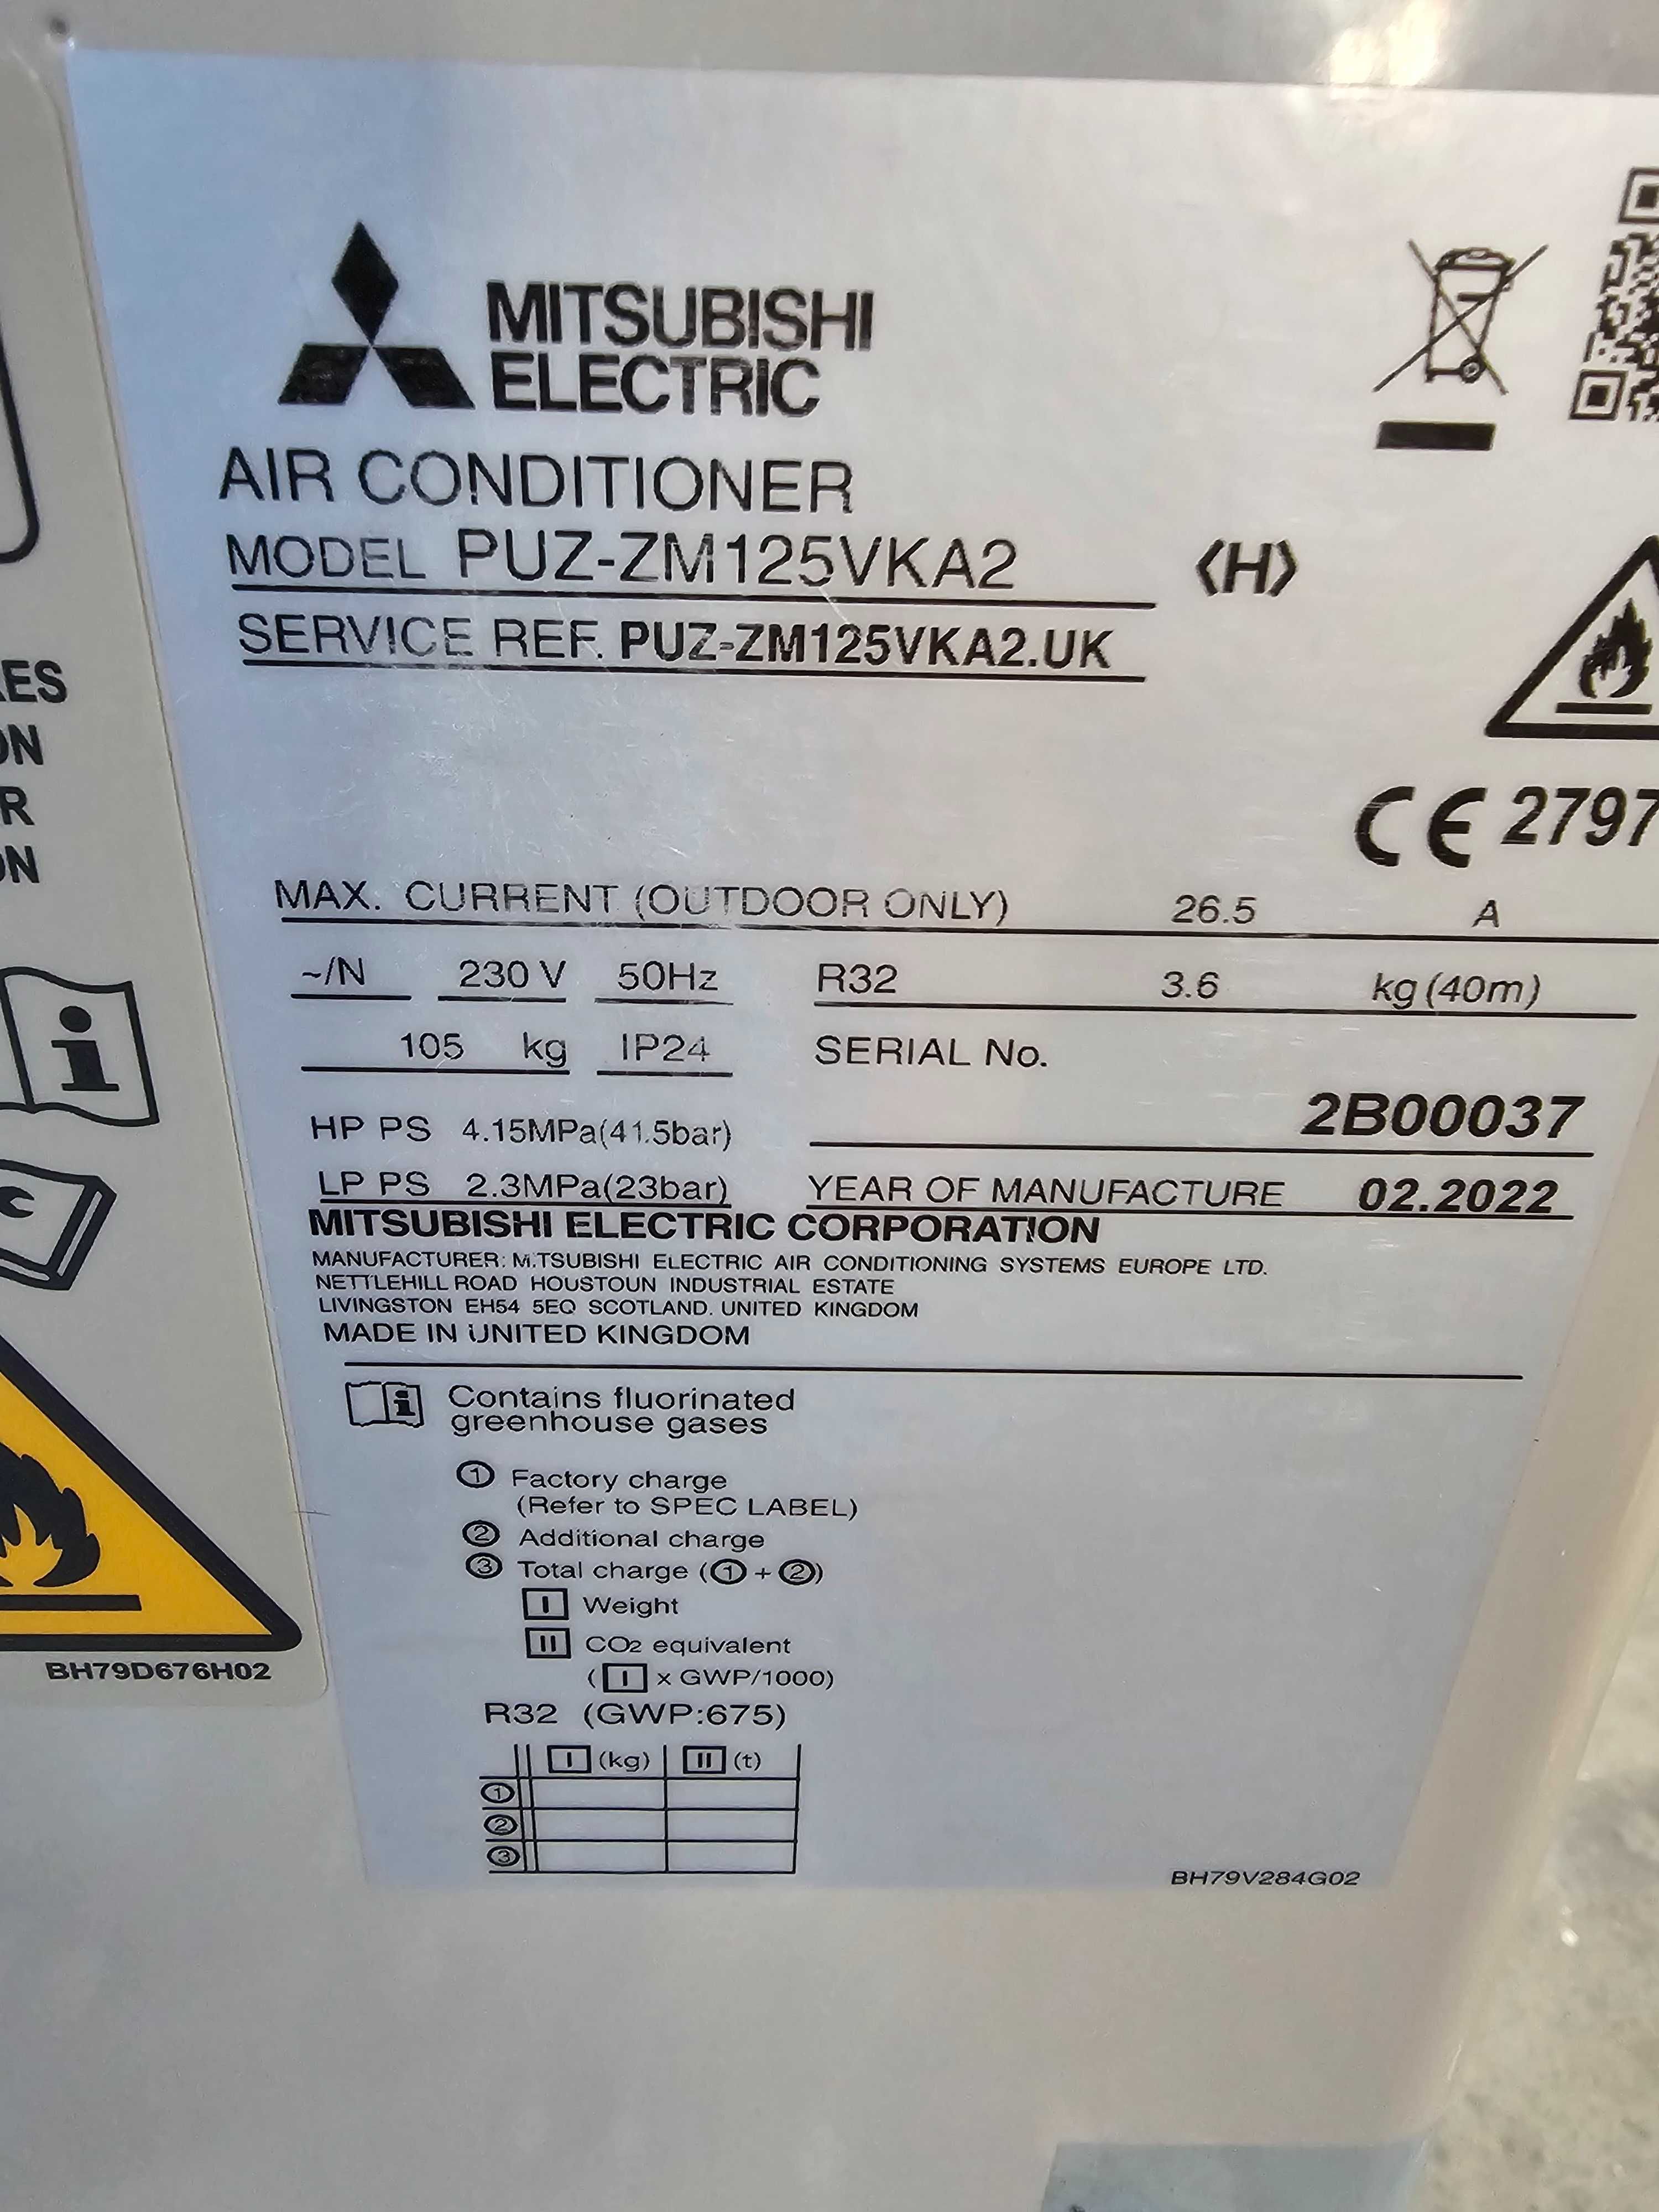 MITSUBISHI
ELECTRIC
AIR CONDITIONER
MODEL PUZ-ZM125VKA2 〈H〉
SERVICE REF. PUZ-ZM125VKA2.UK
CE 2797
MAX. CURRENT (OUTDOOR ONLY) 26.5 A
~/N 230 V 50Hz R32 3.6 kg (40m)
105 kg IP24 SERIAL No.
2B00037
HP PS 4.15MPa(41.5bar)
LP PS 2.3MPa(23bar) YEAR OF MANUFACTURE 02.2022
MITSUBISHI ELECTRIC CORPORATION
MANUFACTURER: MITSUBISHI ELECTRIC AIR CONDITIONING SYSTEMS EUROPE LTD.
NETTLEHILL ROAD HOUSTOUN INDUSTRIAL ESTATE
LIVINGSTON EH54 5EQ SCOTLAND. UNITED KINGDOM
MADE IN UNITED KINGDOM
Contains fluorinated
greenhouse gases
① Factory charge
(Refer to SPEC LABEL)
② Additional charge
③ Total charge (① + ②)
I Weight
II CO2 equivalent
( I x GWP/1000)
R32 (GWP:675)
I (kg) II (t)
①
②
③
BH79V284G02
BH79D676H02